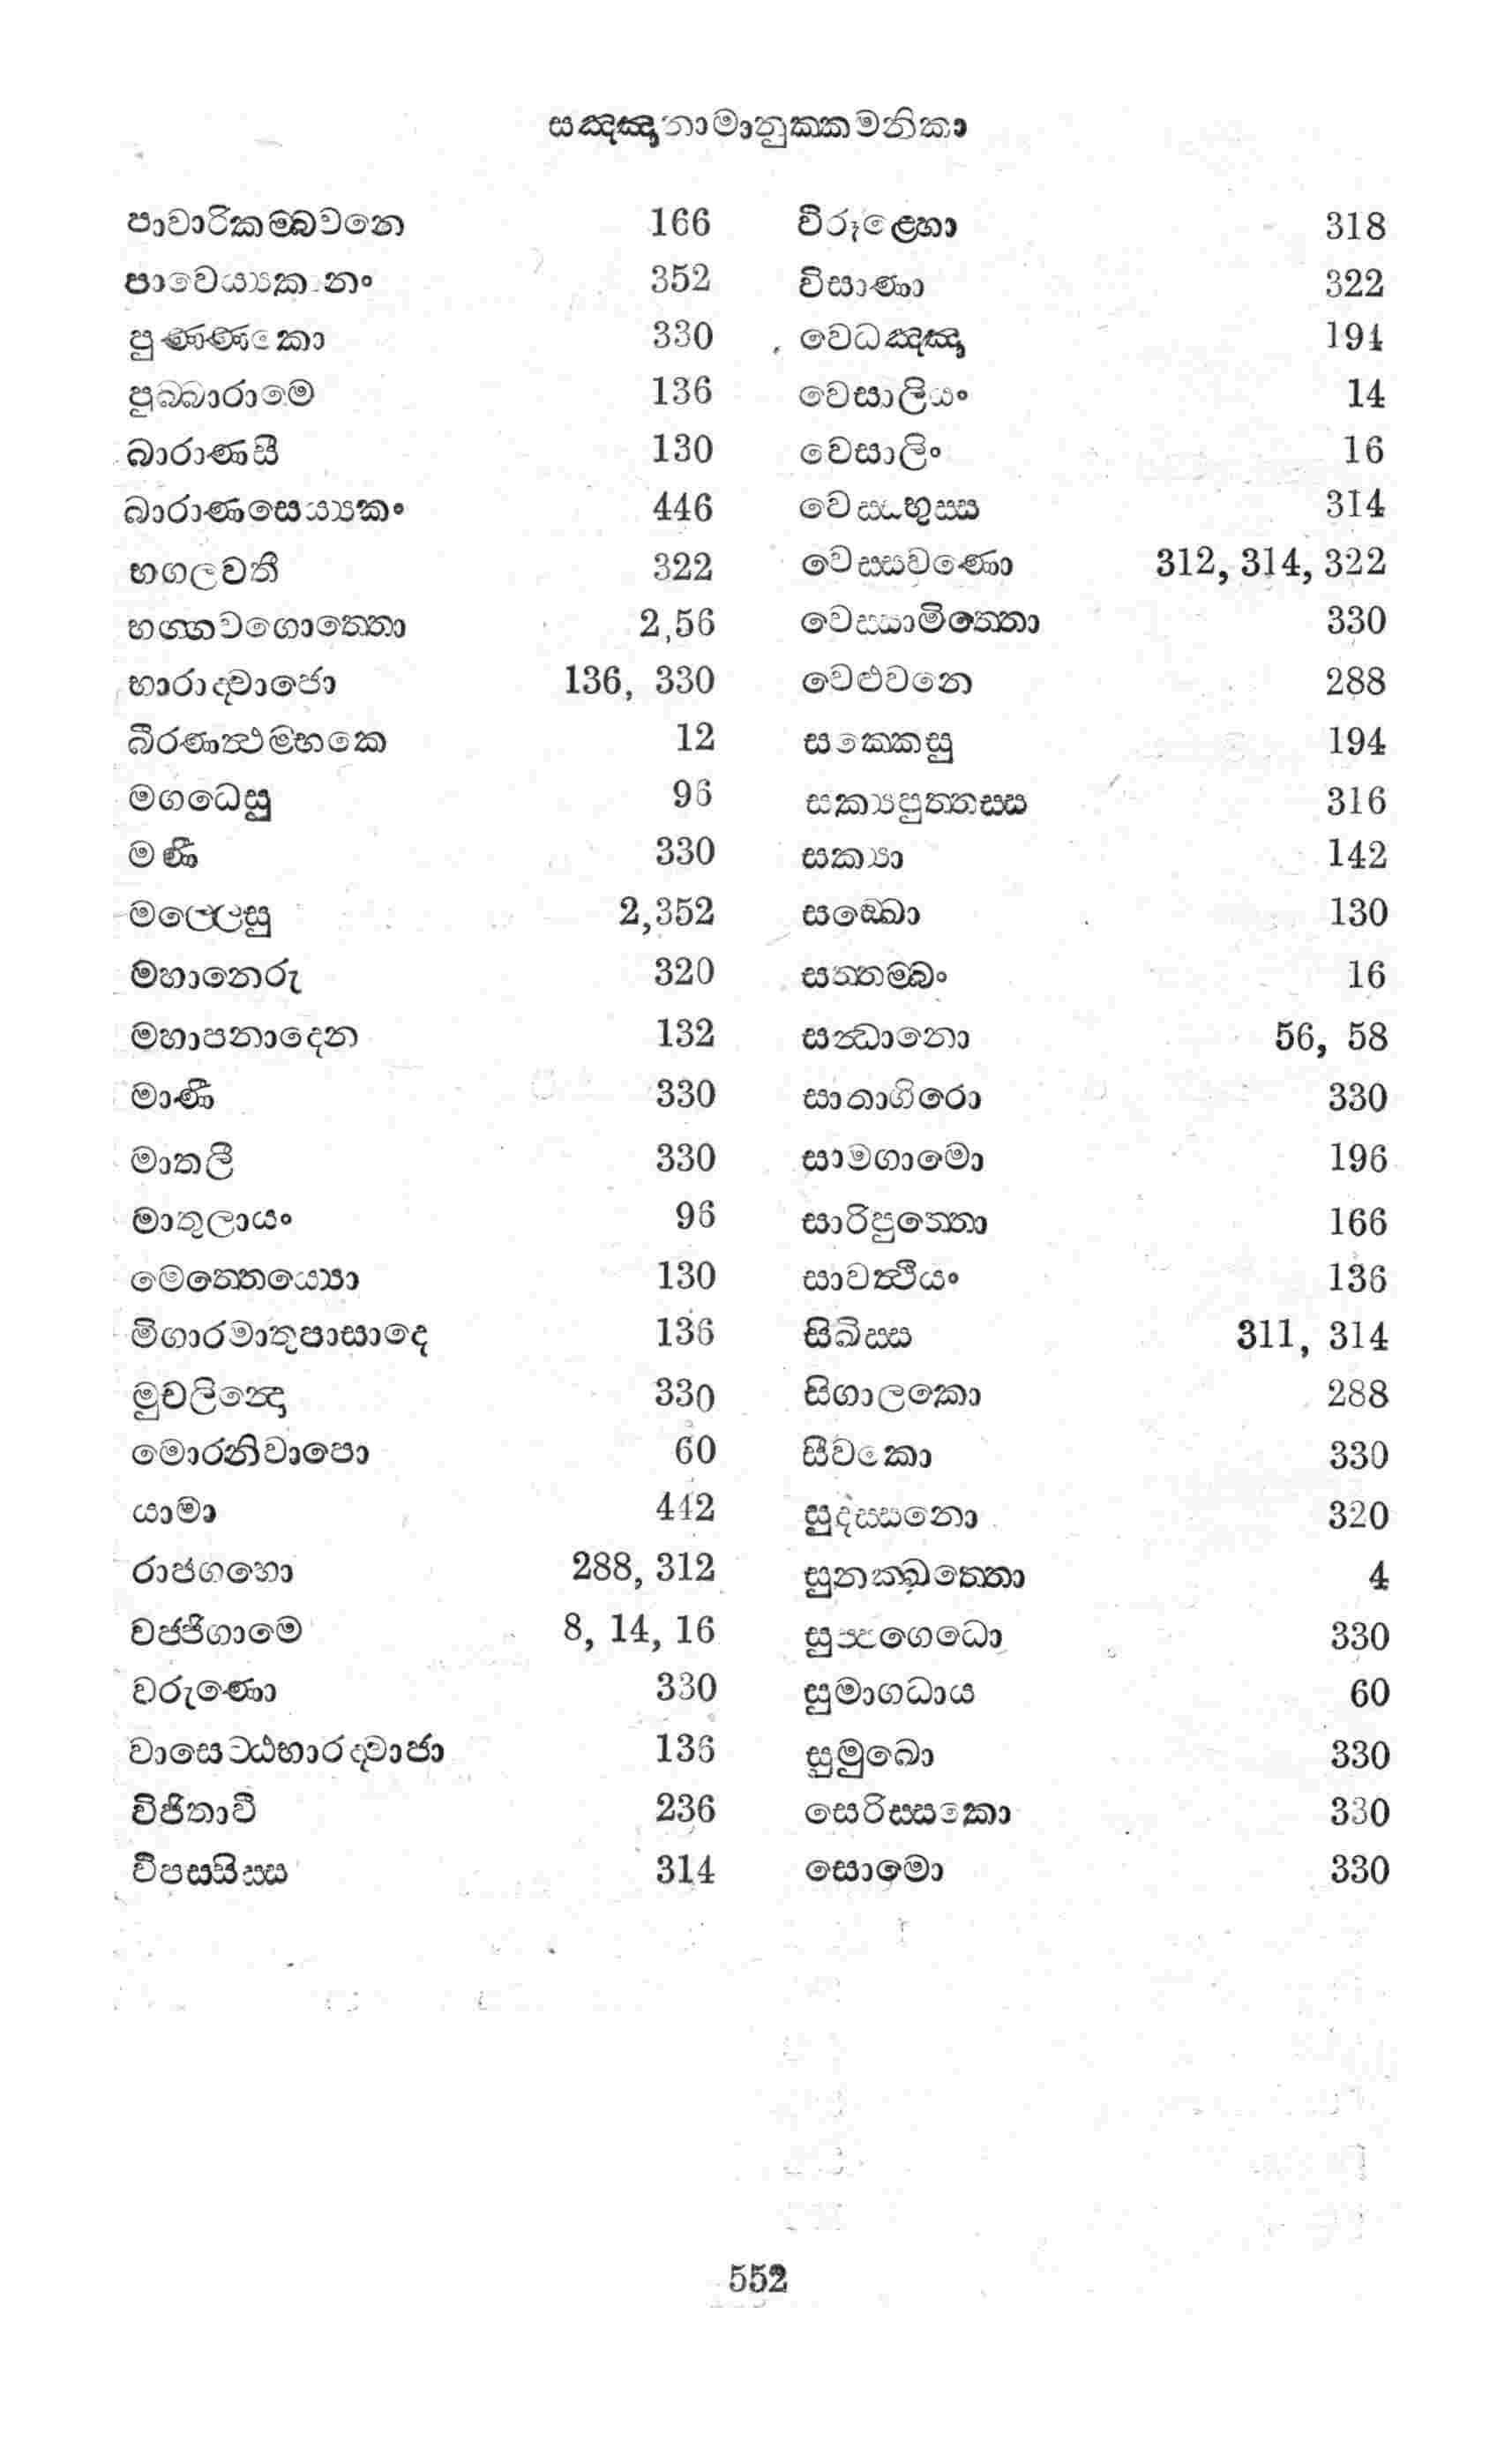 සඤ්ඤානාමානුක්කමනිකා
පාවාරිකම්බවනෙ 166
පාවෙය්‍යකානං 352
පුණ්ණකො 330
පුබ්බාරාමෙ 136
බාරාණසී 130
බාරාණසෙය්‍යකං 446
භගලවතී 322
භග්ගවගොත්තො 2,56
භාරාද්වාජො 136, 330
බීරණත්ථම්භකෙ 12
මගධෙසු 96
මණි 330
මල්ලෙසු 2,352
මහානෙරු 320
මහාපනාදෙන 132
මාණි 330
මාතලී 330
මාතුලායං 96
මෙත්තෙය්‍යො 130
මිගාරමාතුපාසාදෙ 136
මුචලින්දො 330
මොරනිවාපො 60
යාමා 442
රාජගහො 288, 312
වජ්ජිගාමෙ 8, 14, 16
වරුණො 330
වාසෙට්ඨභාරද්වාජා 136
විජිතාවී 236
විපස්සිස්ස 314
විරූළ්හො 318
විසාණා 322
වෙධඤ්ඤා 194
වෙසාලියං 14
වෙසාලිං 16
වෙස්සභුස්ස 314
වෙස්සවණො 312, 314, 322
වෙස්සාමිත්තො 330
වෙළුවනෙ 288
සක්කෙසු 194
සක්‍යපුත්තස්ස 316
සක්‍යා 142
සඞ්ඛො 130
සත්තම්බං 16
සන්ධානො 56, 58
සාතාගිරො 330
සාමගාමො 196
සාරිපුත්තො 166
සාවත්ථියං 136
සිඛිස්ස 311, 314
සිගාලකො 288
සීවකො 330
සුදස්සනො 320
සුනක්ඛත්තො 4
සුප්පගෙධො 330
සුමාගධාය 60
සුමුඛො 330
සෙරිස්සකො 330
සොමො 330
552